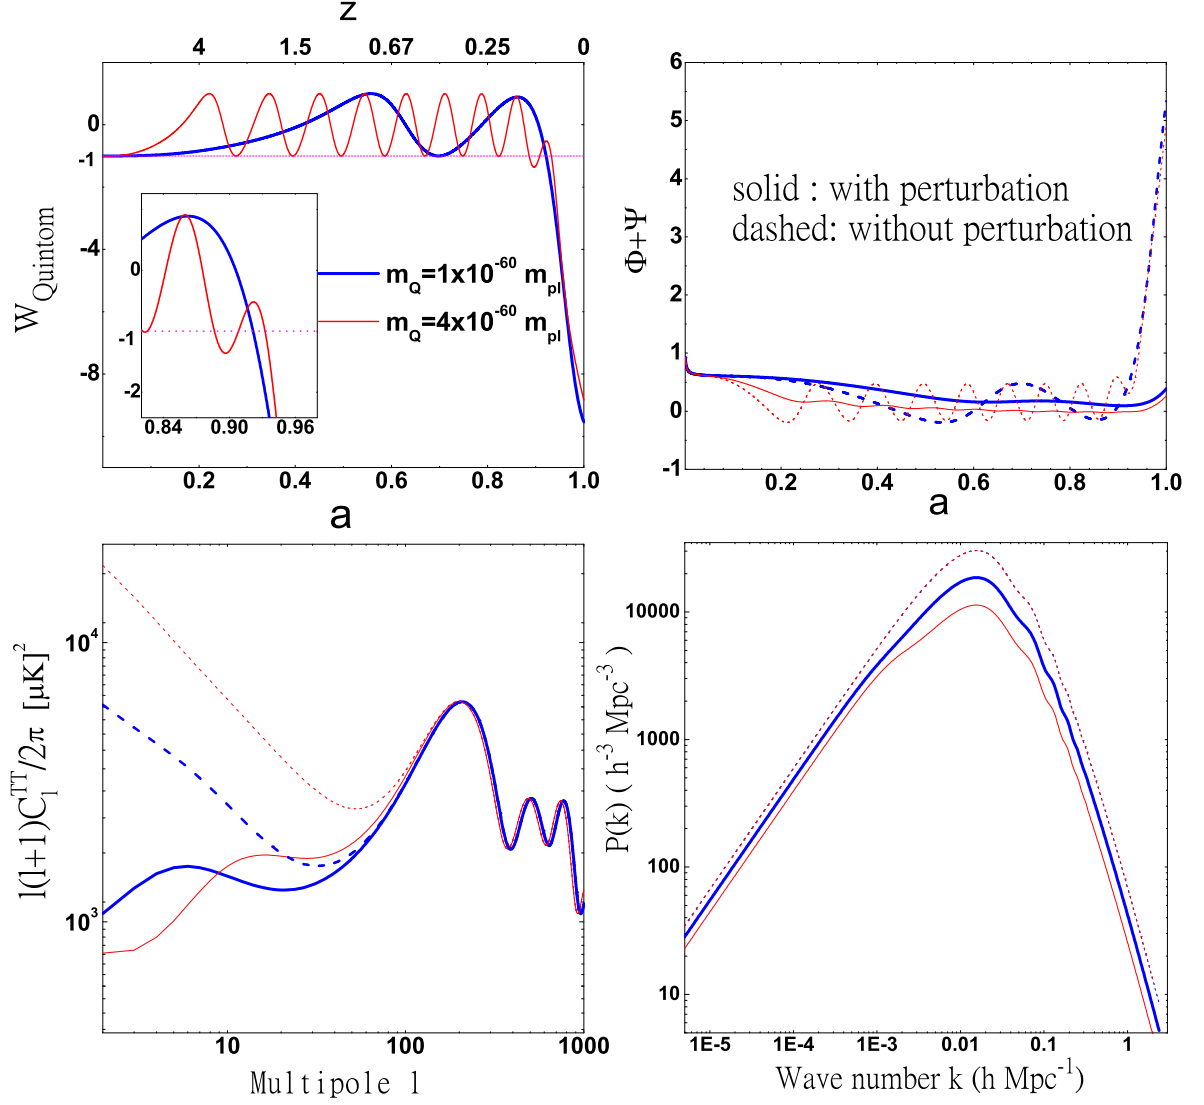 z
4 1.5 0.67 0.25 0
0
-1
-4
-8
W_Quintom
0
-1
-2
0.84 0.90 0.96
m_Q=1x10^-60 m_pl
m_Q=4x10^-60 m_pl
0.2 0.4 0.6 0.8 1.0
a
6
5
4
3
2
1
0
-1
Φ+Ψ
solid : with perturbation
dashed: without perturbation
0.2 0.4 0.6 0.8 1.0
a
10^4
10^3
l(l+1)C_l^TT/2π [μK]^2
10 100 1000
Multipole l
10000
1000
100
10
P(k) ( h^-3 Mpc^-3)
1E-5 1E-4 1E-3 0.01 0.1 1
Wave number k (h Mpc^-1)